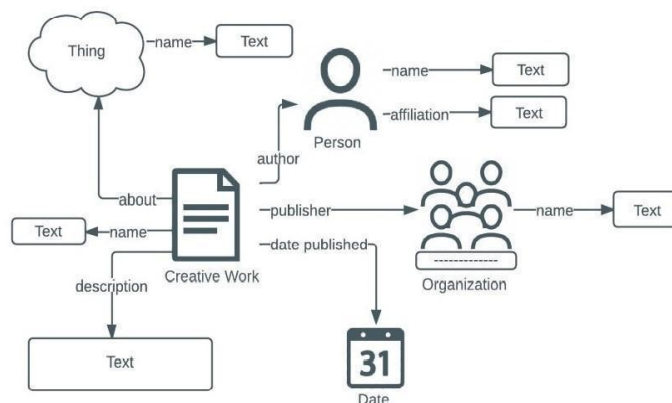 Thing
name
Text
name
Text
affiliation
Text
Person
author
about
publisher
name
Text
Text
name
date published
Creative Work
Organization
description
Text
31
Date